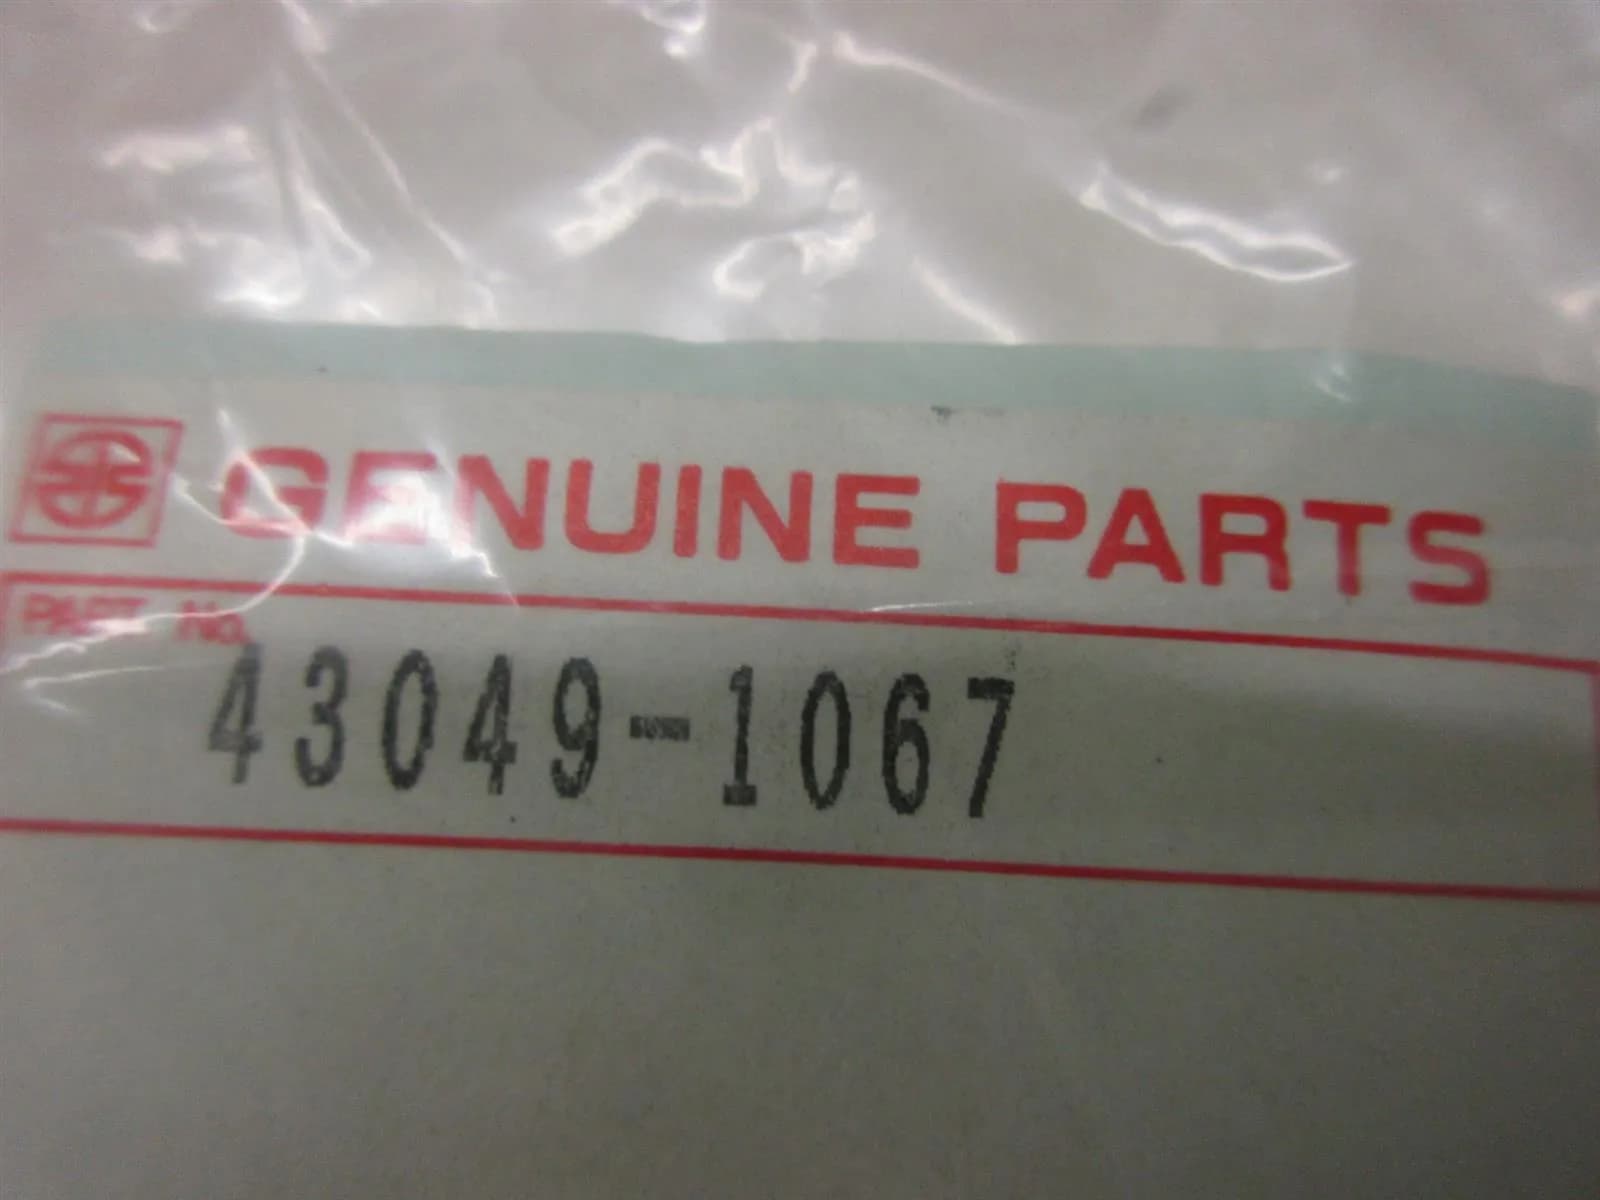 GENUINE PARTS
PART No.
43049-1067